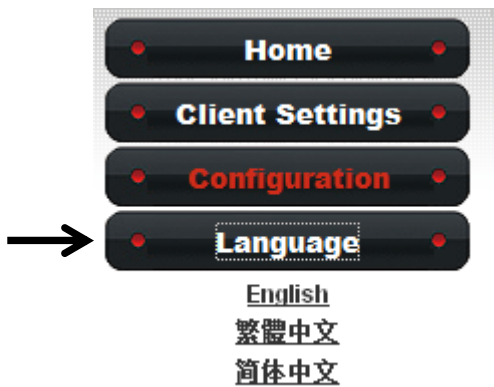 Home
Client Settings
Configuration
Language
English
繁體中文
简体中文